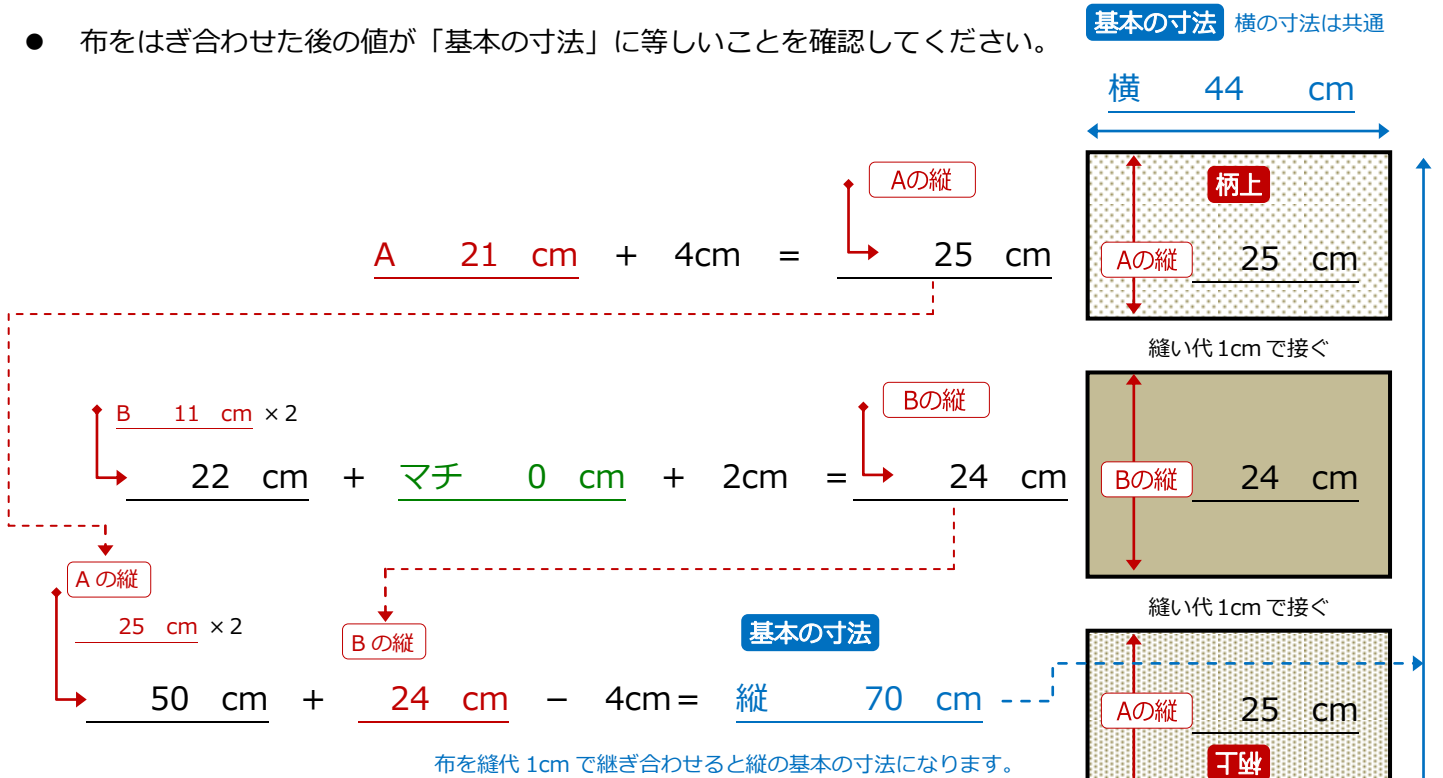 ● 布をはぎ合わせた後の値が「基本の寸法」に等しいことを確認してください。
基本の寸法 横の寸法は共通
横 44 cm
Aの縦
柄上
A 21 cm + 4cm = 25 cm
Aの縦 25 cm
縫い代1cmで接ぐ
B 11 cm ×2
Bの縦
22 cm + マチ 0 cm + 2cm = 24 cm
Bの縦 24 cm
Aの縦
25 cm ×2
Bの縦
基本の寸法
縫い代1cmで接ぐ
50 cm + 24 cm − 4cm= 縦 70 cm
Aの縦 25 cm
柄上
布を縫代 1cm で継ぎ合わせると縦の基本の寸法になります。